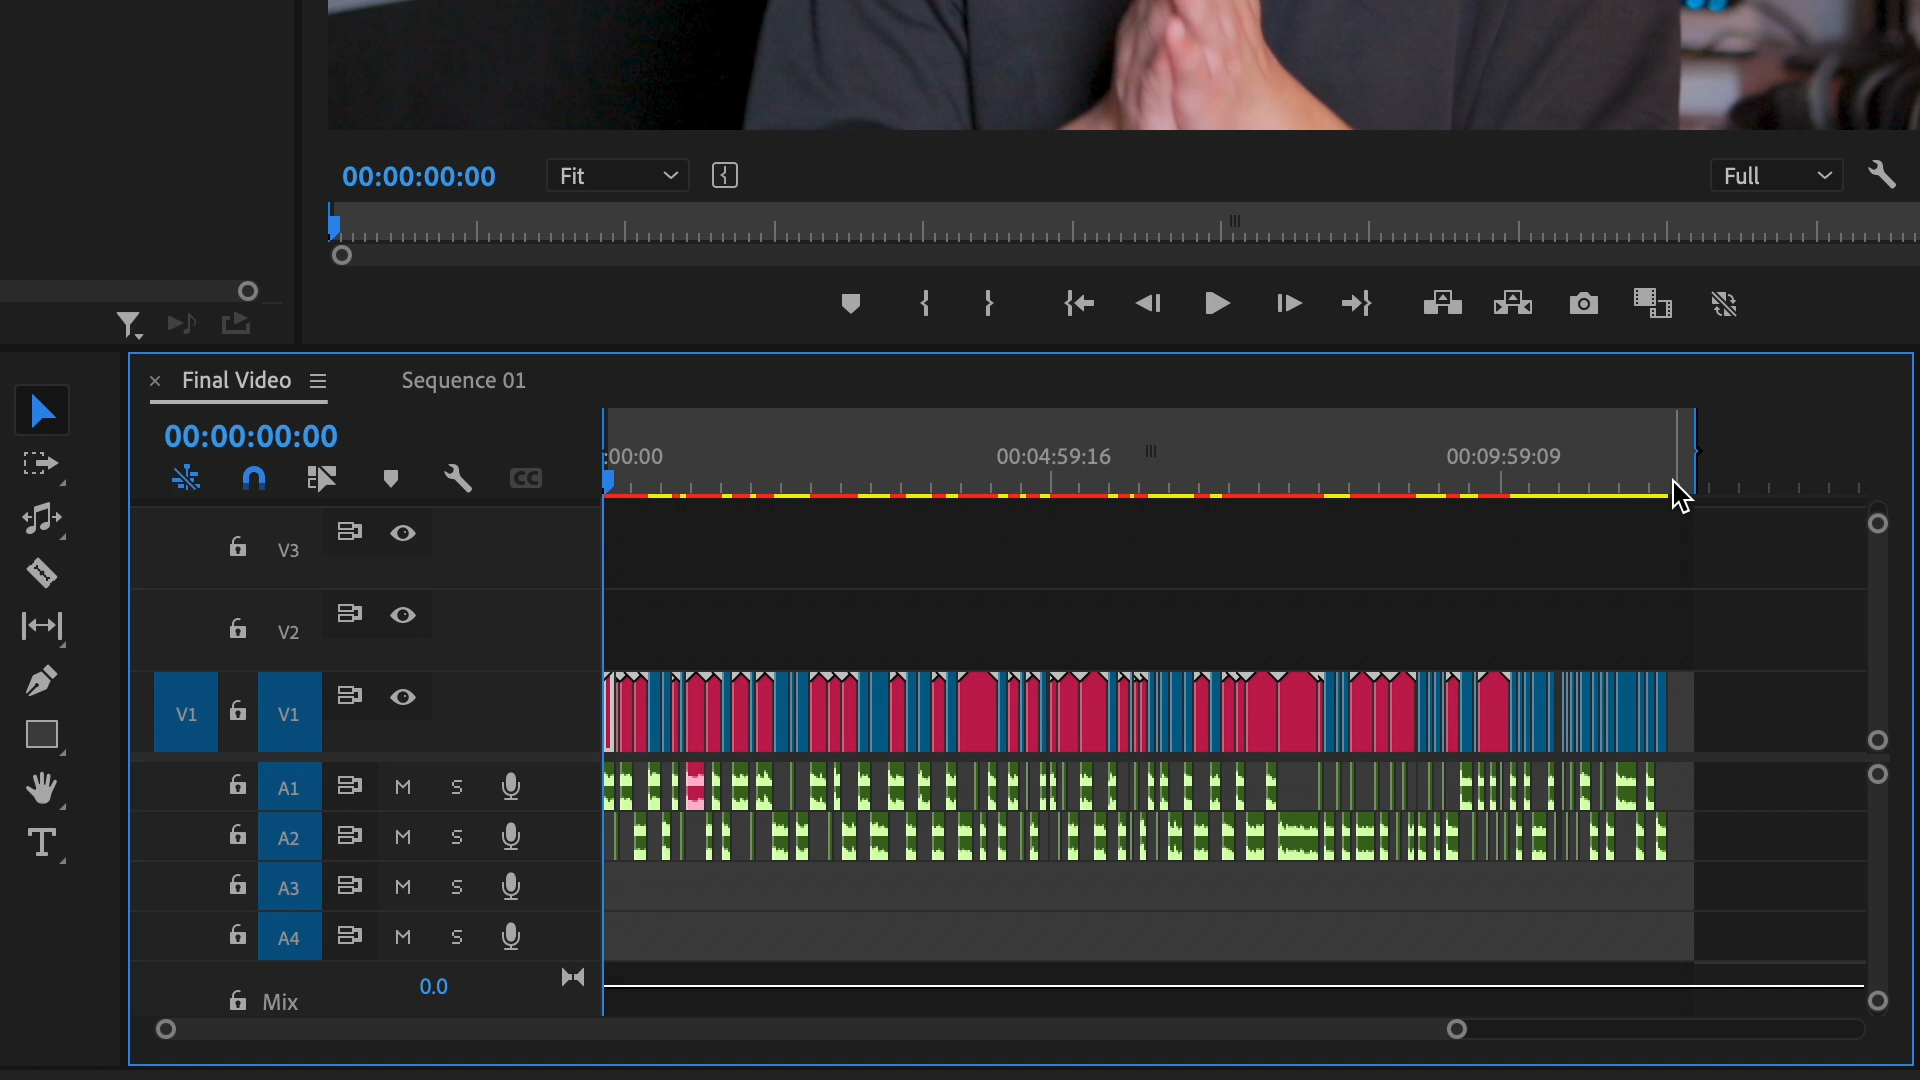 00:00:00:00
Fit
Full
Final Video
Sequence 01
00:00:00:00
:00:00
00:04:59:16
00:09:59:09
CC
V3
V2
V1
V1
A1
M
S
A2
M
S
A3
M
S
A4
M
S
0.0
Mix